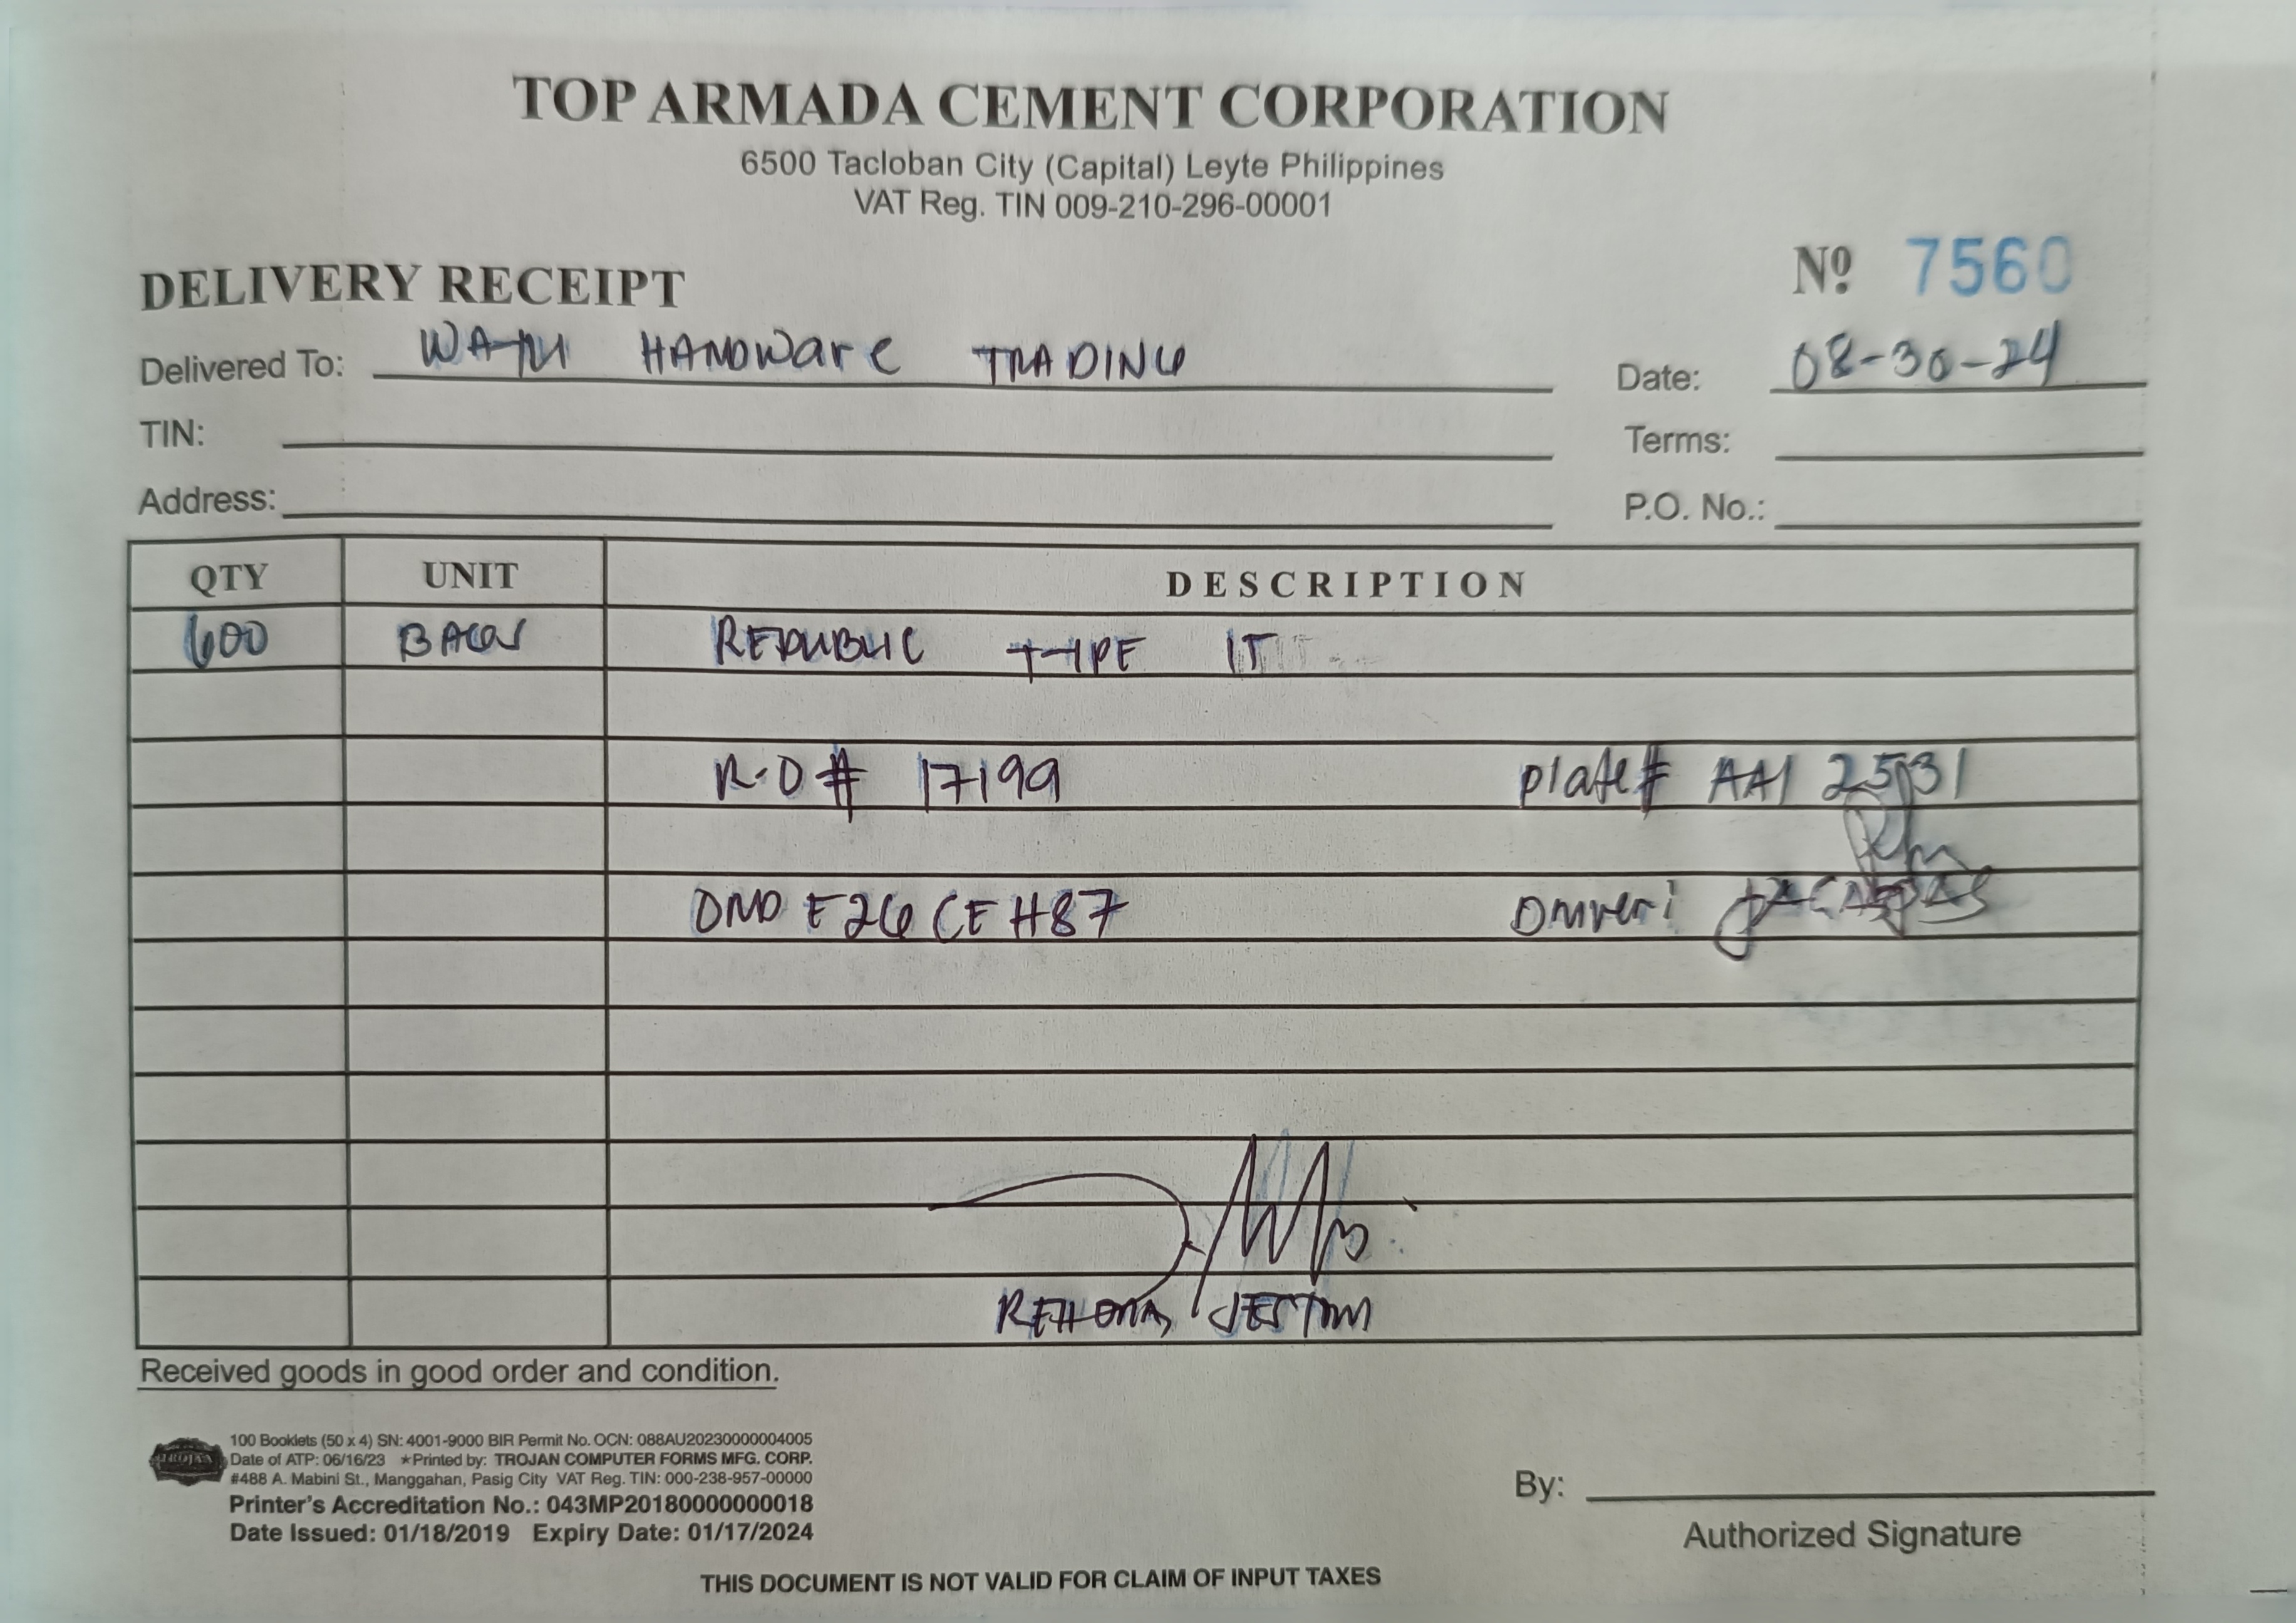 TOP ARMADA CEMENT CORPORATION
6500 Tacloban City (Capital) Leyte Philippines
VAT Reg. TIN 009-210-296-00001
DELIVERY RECEIPT
Nº 7560
Delivered To: HARDWare TRADING
Date: 08-30-24
TIN:
Terms:
Address:
P.O. No.:
QTY UNIT DESCRIPTION
600 BAGS REPUBLIC TYPE 1T
R.O # 17199 plate# AAI 2531
E26CEH87 Driver:
Received goods in good order and condition.
TROJAN
100 Booklets (50 x 4) SN: 4001-9000 BIR Permit No. OCN: 088AU20230000004005
Date of ATP: 06/16/23 ★Printed by: TROJAN COMPUTER FORMS MFG. CORP.
#488 A. Mabini St., Manggahan, Pasig City VAT Reg. TIN: 000-238-957-00000
Printer's Accreditation No.: 043MP20180000000018
Date Issued: 01/18/2019 Expiry Date: 01/17/2024
By:
Authorized Signature
THIS DOCUMENT IS NOT VALID FOR CLAIM OF INPUT TAXES